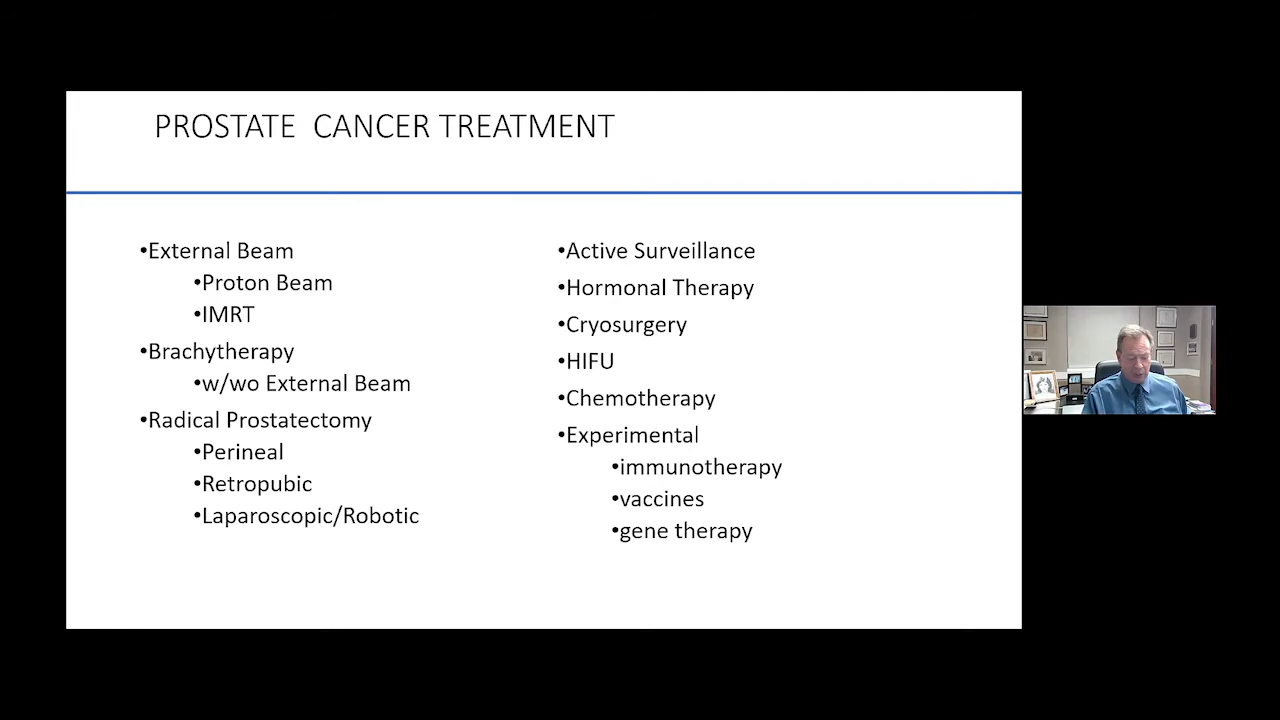 PROSTATE CANCER TREATMENT
•External Beam
•Proton Beam
•IMRT
•Brachytherapy
•w/wo External Beam
•Radical Prostatectomy
•Perineal
•Retropubic
•Laparoscopic/Robotic
•Active Surveillance
•Hormonal Therapy
•Cryosurgery
•HIFU
•Chemotherapy
•Experimental
•immunotherapy
•vaccines
•gene therapy